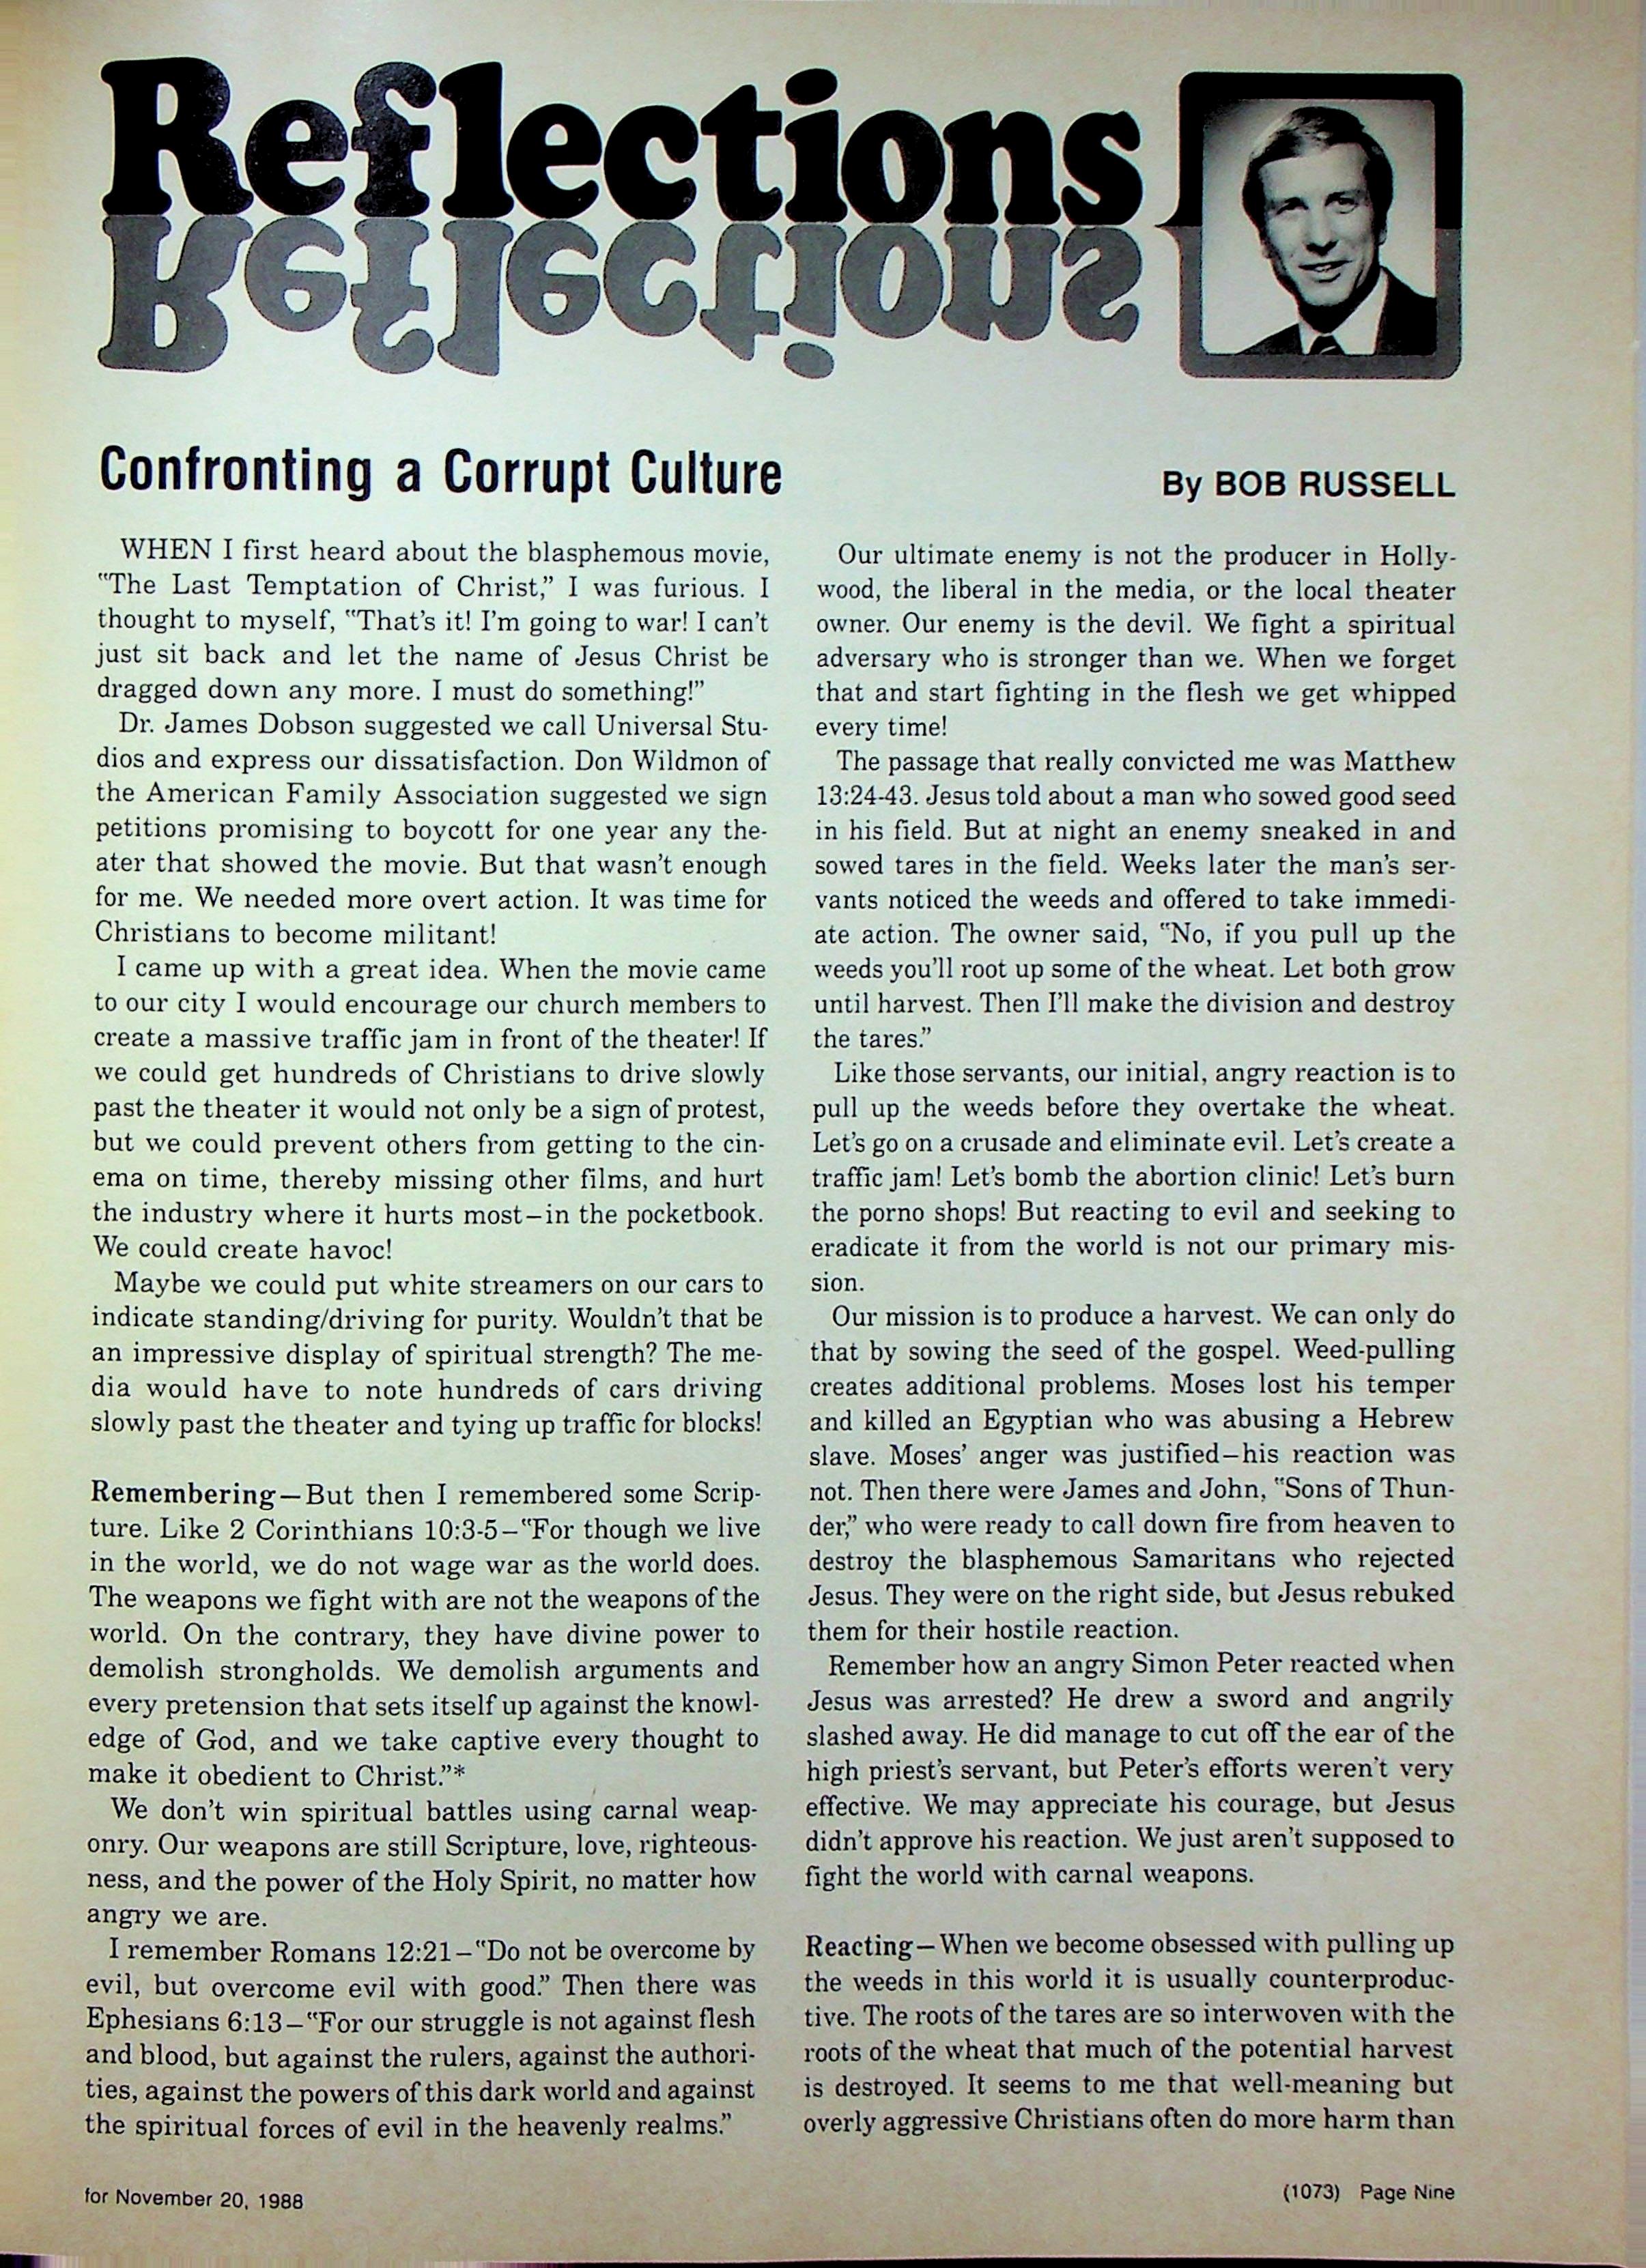 Reflections
Reflections
Confronting a Corrupt Culture
By BOB RUSSELL
WHEN I first heard about the blasphemous movie,
"The Last Temptation of Christ," I was furious. I
thought to myself, "That's it! I'm going to war! I can't
just sit back and let the name of Jesus Christ be
dragged down any more. I must do something!"
Dr. James Dobson suggested we call Universal Stu-
dios and express our dissatisfaction. Don Wildmon of
the American Family Association suggested we sign
petitions promising to boycott for one year any the-
ater that showed the movie. But that wasn't enough
for me. We needed more overt action. It was time for
Christians to become militant!
I came up with a great idea. When the movie came
to our city I would encourage our church members to
create a massive traffic jam in front of the theater! If
we could get hundreds of Christians to drive slowly
past the theater it would not only be a sign of protest,
but we could prevent others from getting to the cin-
ema on time, thereby missing other films, and hurt
the industry where it hurts most—in the pocketbook.
We could create havoc!
Maybe we could put white streamers on our cars to
indicate standing/driving for purity. Wouldn't that be
an impressive display of spiritual strength? The me-
dia would have to note hundreds of cars driving
slowly past the theater and tying up traffic for blocks!
Remembering—But then I remembered some Scrip-
ture. Like 2 Corinthians 10:3-5—"For though we live
in the world, we do not wage war as the world does.
The weapons we fight with are not the weapons of the
world. On the contrary, they have divine power to
demolish strongholds. We demolish arguments and
every pretension that sets itself up against the knowl-
edge of God, and we take captive every thought to
make it obedient to Christ."*
We don't win spiritual battles using carnal weap-
onry. Our weapons are still Scripture, love, righteous-
ness, and the power of the Holy Spirit, no matter how
angry we are.
I remember Romans 12:21—"Do not be overcome by
evil, but overcome evil with good." Then there was
Ephesians 6:13—"For our struggle is not against flesh
and blood, but against the rulers, against the authori-
ties, against the powers of this dark world and against
the spiritual forces of evil in the heavenly realms."
Our ultimate enemy is not the producer in Holly-
wood, the liberal in the media, or the local theater
owner. Our enemy is the devil. We fight a spiritual
adversary who is stronger than we. When we forget
that and start fighting in the flesh we get whipped
every time!
The passage that really convicted me was Matthew
13:24-43. Jesus told about a man who sowed good seed
in his field. But at night an enemy sneaked in and
sowed tares in the field. Weeks later the man's ser-
vants noticed the weeds and offered to take immedi-
ate action. The owner said, "No, if you pull up the
weeds you'll root up some of the wheat. Let both grow
until harvest. Then I'll make the division and destroy
the tares."
Like those servants, our initial, angry reaction is to
pull up the weeds before they overtake the wheat.
Let's go on a crusade and eliminate evil. Let's create a
traffic jam! Let's bomb the abortion clinic! Let's burn
the porno shops! But reacting to evil and seeking to
eradicate it from the world is not our primary mis-
sion.
Our mission is to produce a harvest. We can only do
that by sowing the seed of the gospel. Weed-pulling
creates additional problems. Moses lost his temper
and killed an Egyptian who was abusing a Hebrew
slave. Moses' anger was justified—his reaction was
not. Then there were James and John, "Sons of Thun-
der," who were ready to call down fire from heaven to
destroy the blasphemous Samaritans who rejected
Jesus. They were on the right side, but Jesus rebuked
them for their hostile reaction.
Remember how an angry Simon Peter reacted when
Jesus was arrested? He drew a sword and angrily
slashed away. He did manage to cut off the ear of the
high priest's servant, but Peter's efforts weren't very
effective. We may appreciate his courage, but Jesus
didn't approve his reaction. We just aren't supposed to
fight the world with carnal weapons.
Reacting—When we become obsessed with pulling up
the weeds in this world it is usually counterproduc-
tive. The roots of the tares are so interwoven with the
roots of the wheat that much of the potential harvest
is destroyed. It seems to me that well-meaning but
overly aggressive Christians often do more harm than
for November 20, 1988
(1073) Page Nine